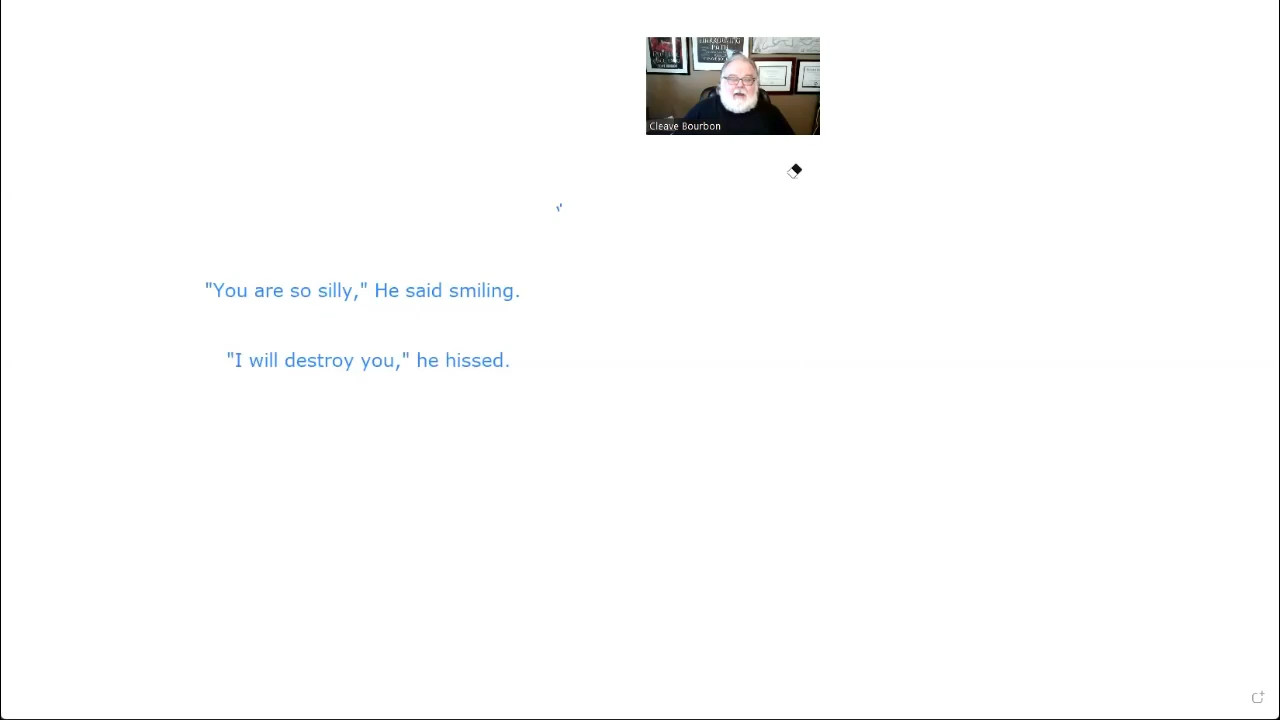 Cleave Bourbon
"You are so silly," He said smiling.
"I will destroy you," he hissed.